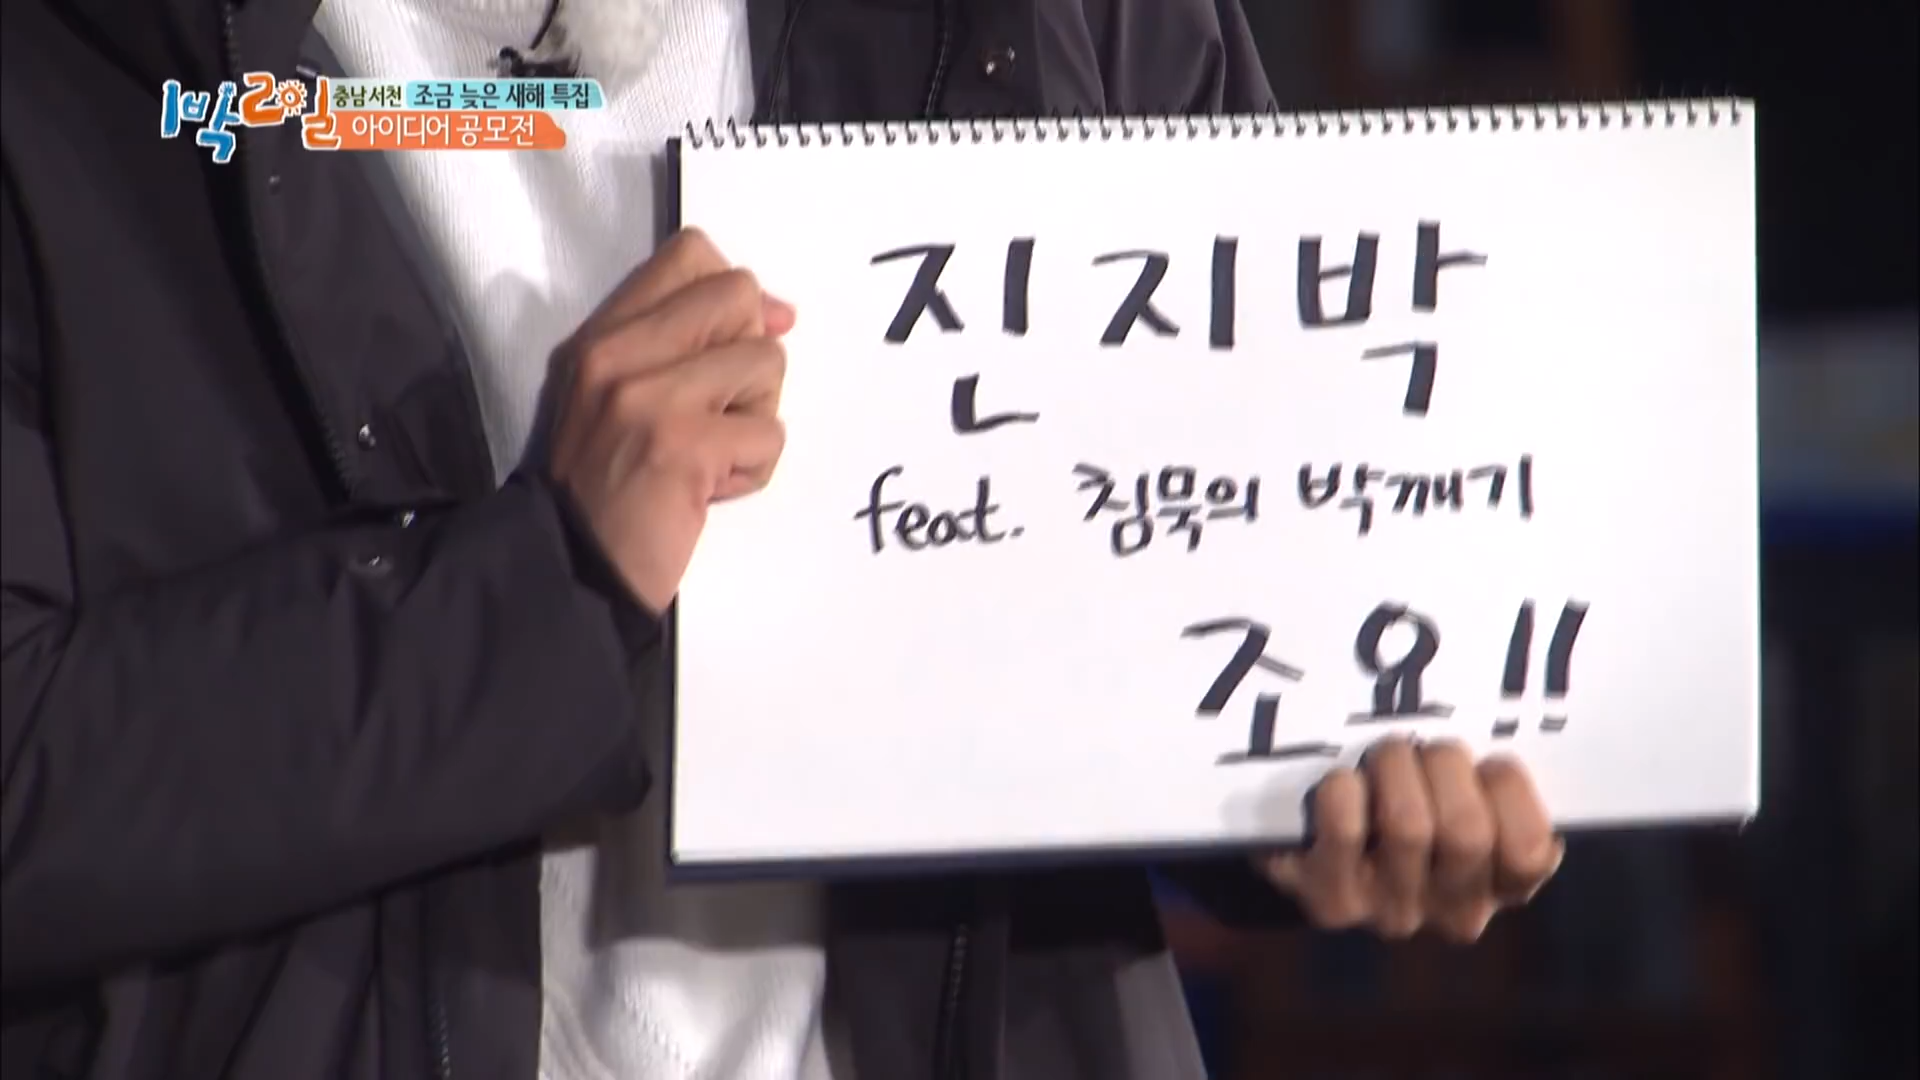 1박2일 충남 서천 조금 늦은 새해 특집
아이디어 공모전
진지박
feat. 침묵의 박깨기
조요!!